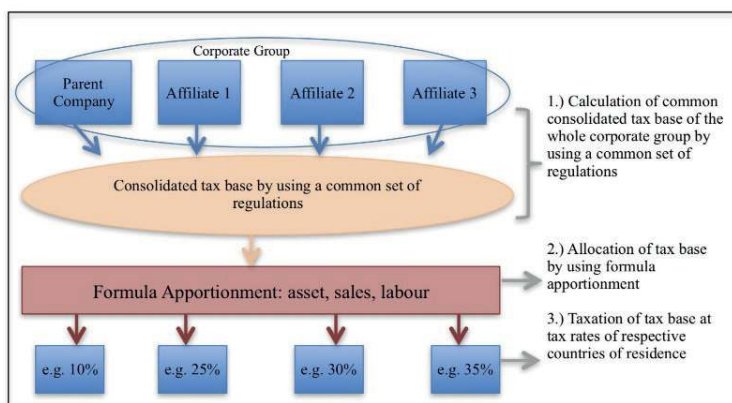 Corporate Group
Parent
Company
Affiliate 1
Affiliate 2
Affiliate 3
1.) Calculation of common
consolidated tax base of the
whole corporate group by
using a common set of
regulations
Consolidated tax base by using a common set of
regulations
2.) Allocation of tax base
by using formula
apportionment
Formula Apportionment: asset, sales, labour
3.) Taxation of tax base at
tax rates of respective
countries of residence
e.g. 10%
e.g. 25%
e.g. 30%
e.g. 35%